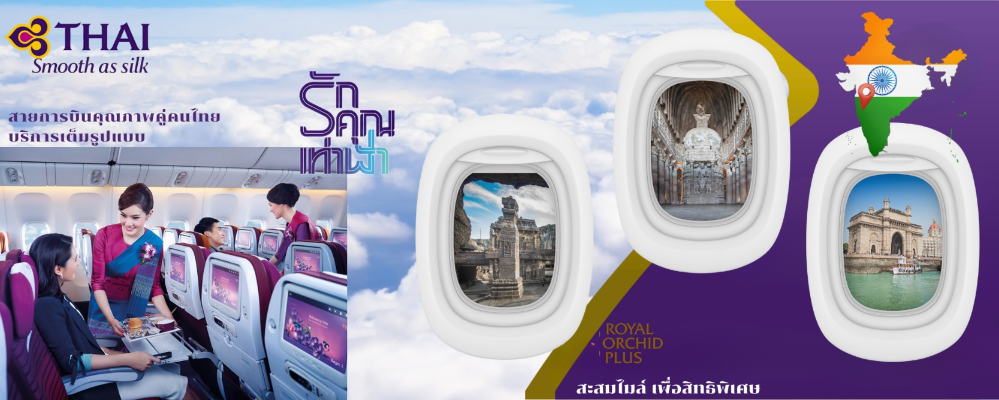 THAI
Smooth as silk
สายการบินคุณภาพคู่คนไทย
บริการเต็มรูปแบบ
รัก
คุณ
เท่าฟ้า
ROYAL
ORCHID
PLUS
สะสมไมล์ เพื่อสิทธิพิเศษ